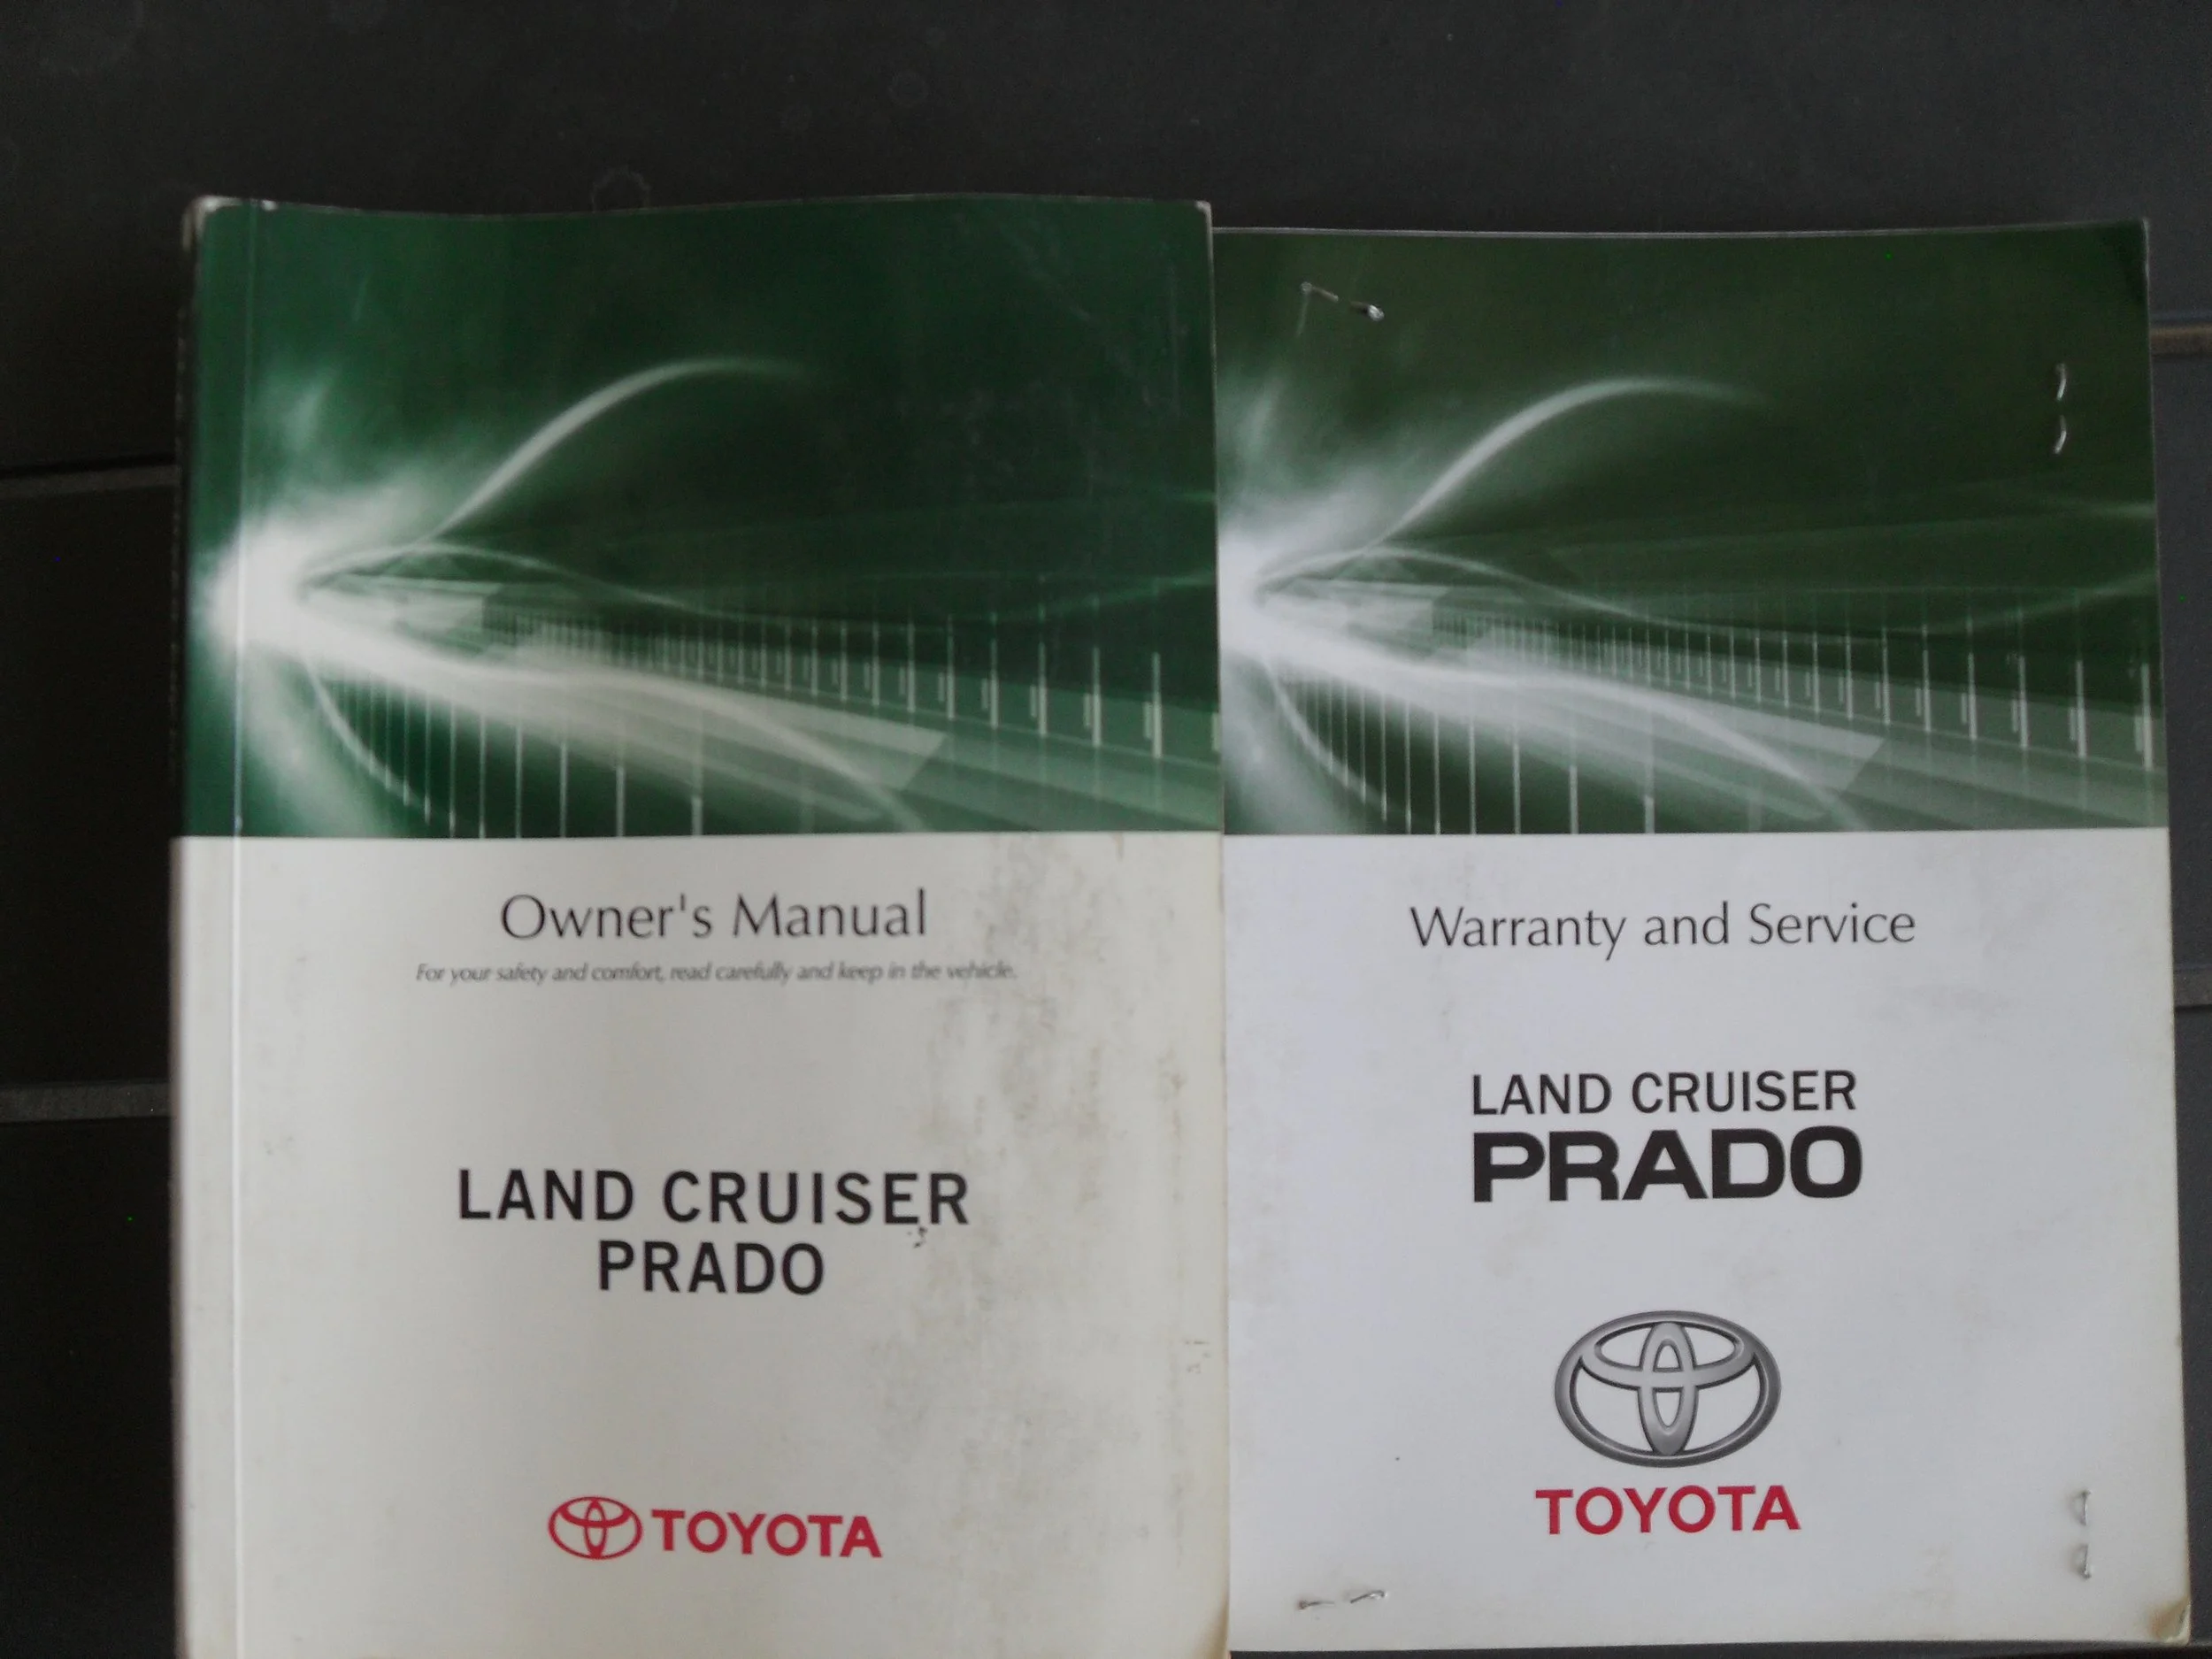 Owner's Manual
For your safety and comfort, read carefully and keep in the vehicle.
LAND CRUISER
PRADO
TOYOTA
Warranty and Service
LAND CRUISER
PRADO
TOYOTA